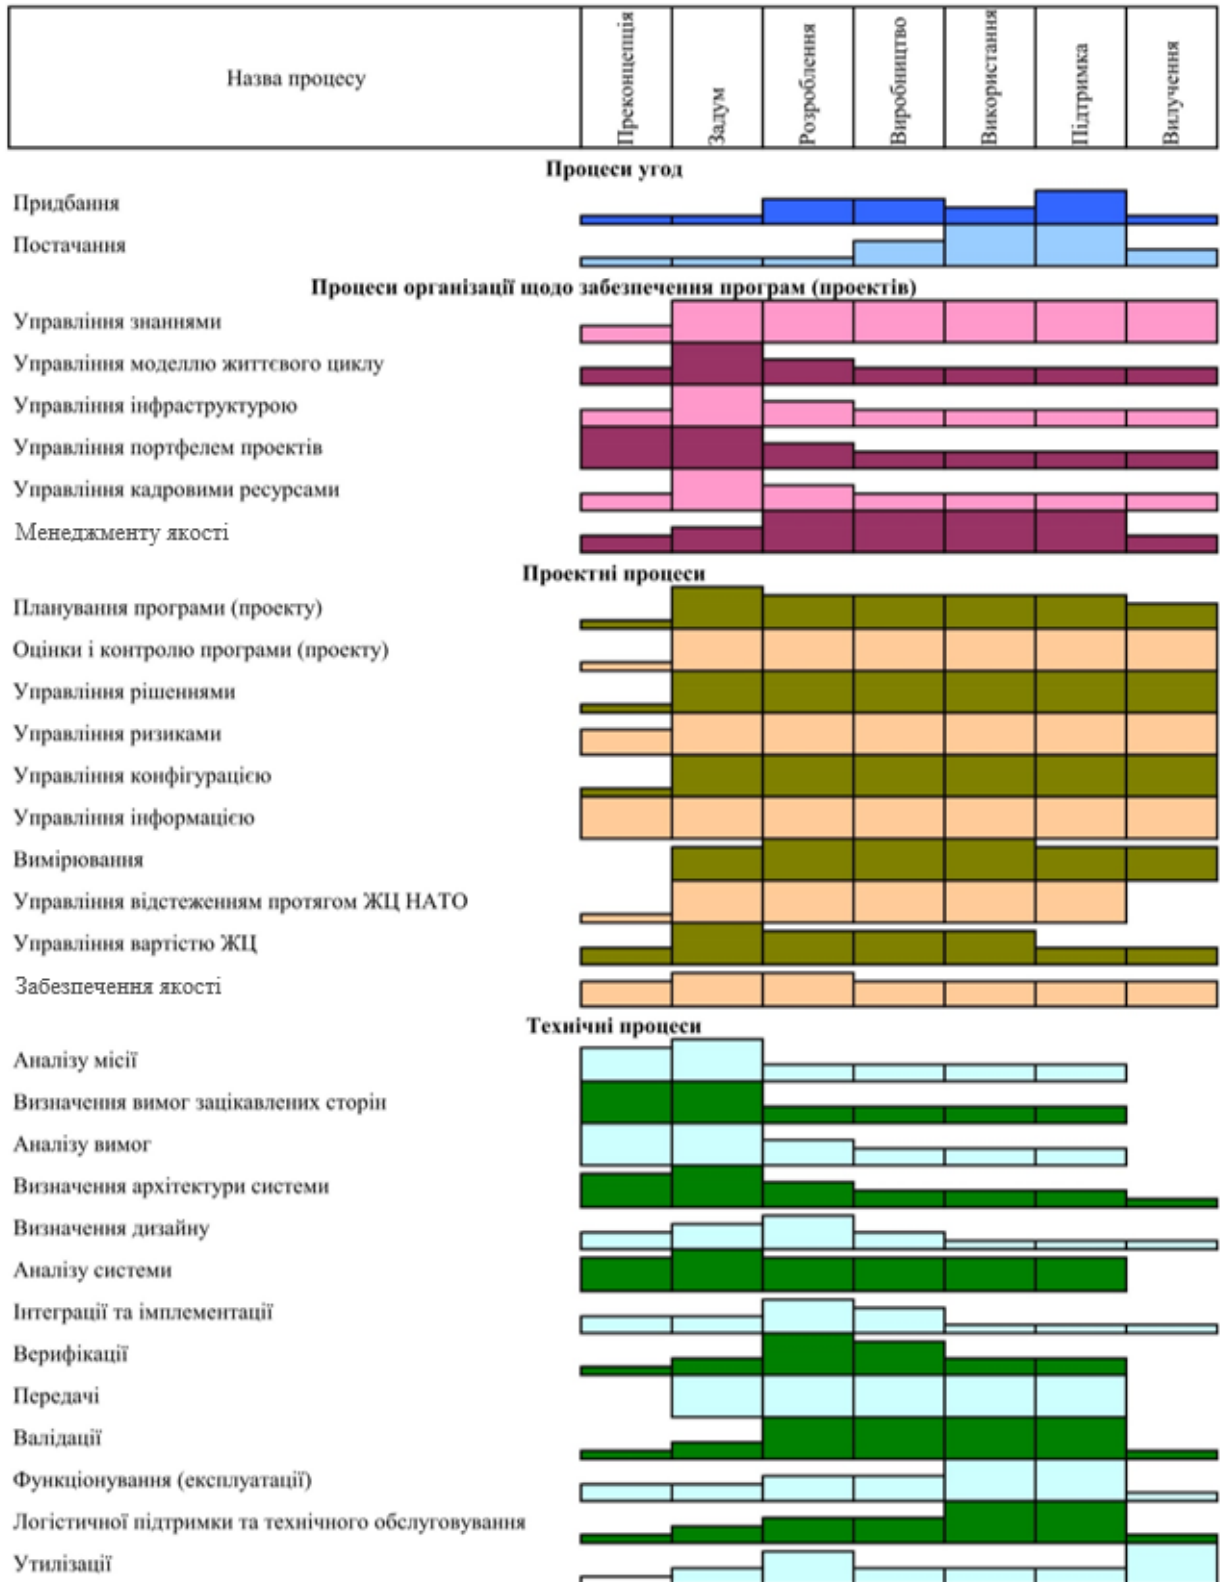 Назва процесу
Преконцепція
Задум
Розроблення
Виробництво
Використання
Підтримка
Вилучення
Процеси угод
Придбання
Постачання
Процеси організації щодо забезпечення програм (проектів)
Управління знаннями
Управління моделлю життєвого циклу
Управління інфраструктурою
Управління портфелем проектів
Управління кадровими ресурсами
Менеджменту якості
Проектні процеси
Планування програми (проекту)
Оцінки і контролю програми (проекту)
Управління рішеннями
Управління ризиками
Управління конфігурацією
Управління інформацією
Вимірювання
Управління відстеженням протягом ЖЦ НАТО
Управління вартістю ЖЦ
Забезпечення якості
Технічні процеси
Аналізу місії
Визначення вимог зацікавлених сторін
Аналізу вимог
Визначення архітектури системи
Визначення дизайну
Аналізу системи
Інтеграції та імплементації
Верифікації
Передачі
Валідації
Функціонування (експлуатації)
Логістичної підтримки та технічного обслуговування
Утилізації